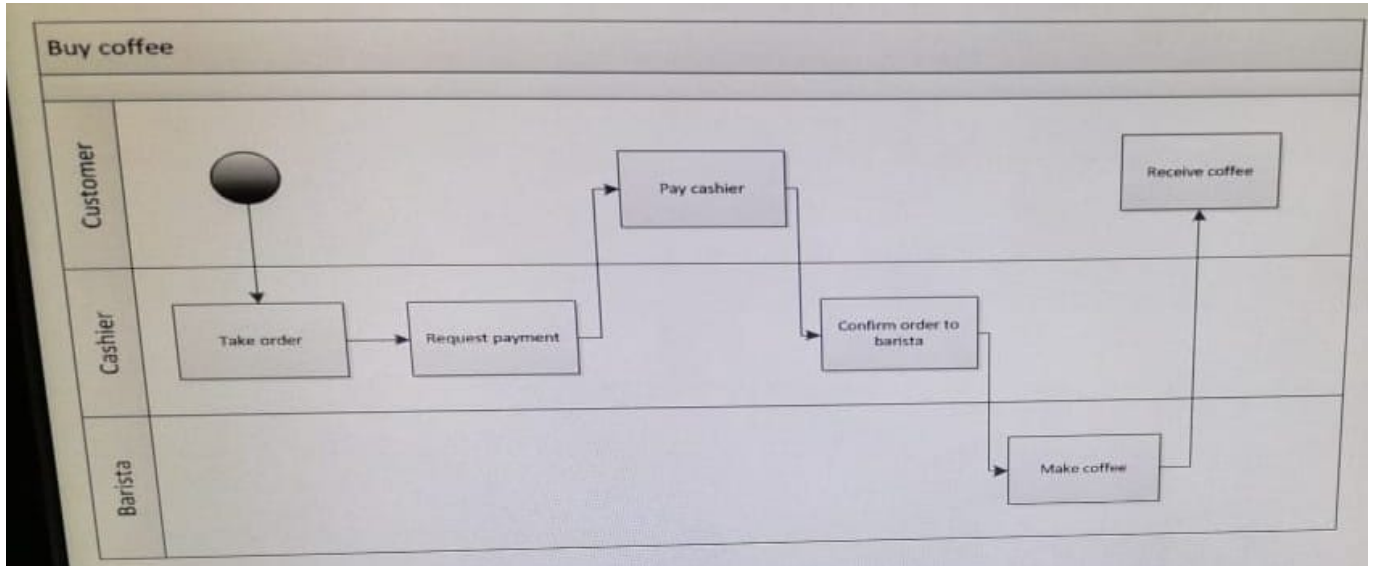 Buy coffee
Customer
Pay cashier
Receive coffee
Cashier
Take order
Request payment
Confirm order to
barista
Barista
Make coffee